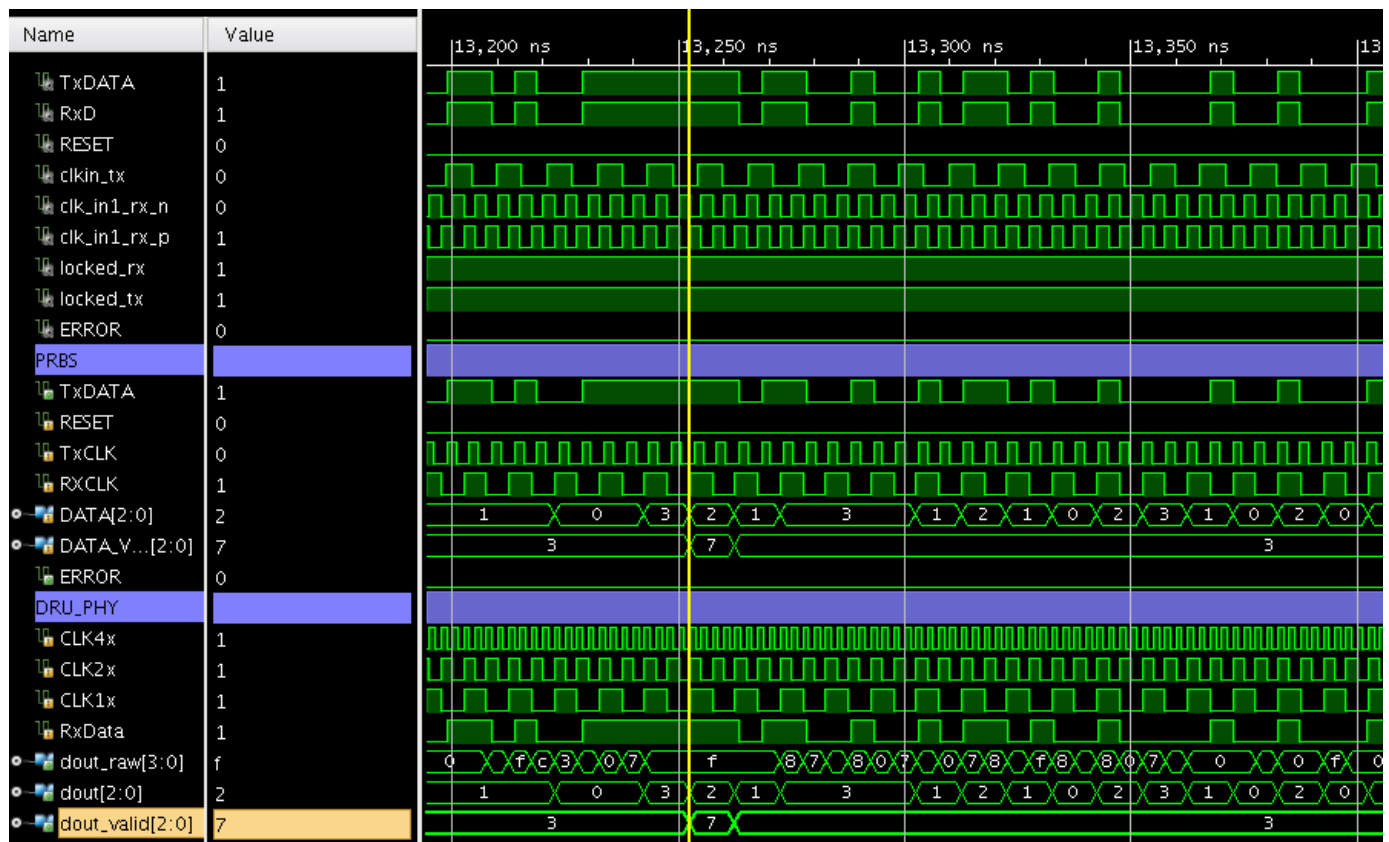 Name Value
13,200 ns 13,250 ns 13,300 ns 13,350 ns 13
TxDATA 1
RxD 1
RESET 0
clkin_tx 0
clk_in1_rx_n 0
clk_in1_rx_p 1
locked_rx 1
locked_tx 1
ERROR 0
PRBS
TxDATA 1
RESET 0
TxCLK 0
RXCLK 1
DATA[2:0] 2 1 0 3 2 1 3 1 2 1 0 2 3 1 0 2 0
DATA_V...[2:0] 7 3 7 3
ERROR 0
DRU_PHY
CLK4x 1
CLK2x 1
CLK1x 1
RxData 1
dout_raw[3:0] f 0 f c 3 0 7 f 8 7 8 0 7 0 7 8 f 8 8 0 7 0 0 f 0
dout[2:0] 2 1 0 3 2 1 3 1 2 1 0 2 3 1 0 2 0
dout_valid[2:0] 7 3 7 3